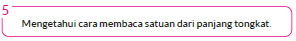 5
Mengetahui cara membaca satuan dari panjang tongkat.